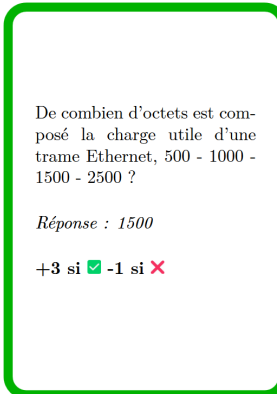 De combien d'octets est com-
posé la charge utile d'une
trame Ethernet, 500 - 1000 -
1500 - 2500 ?
Réponse : 1500
+3 si ✅ -1 si ❌